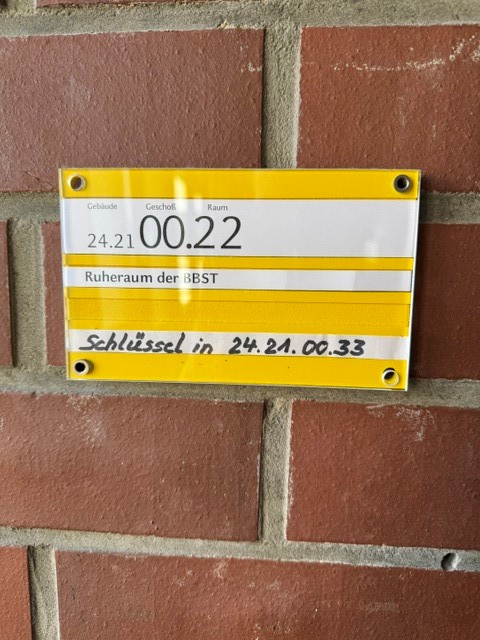 Gebäude Geschoß Raum
24.21 00.22
Ruheraum der BBST
Schlüssel in 24.21.00.33